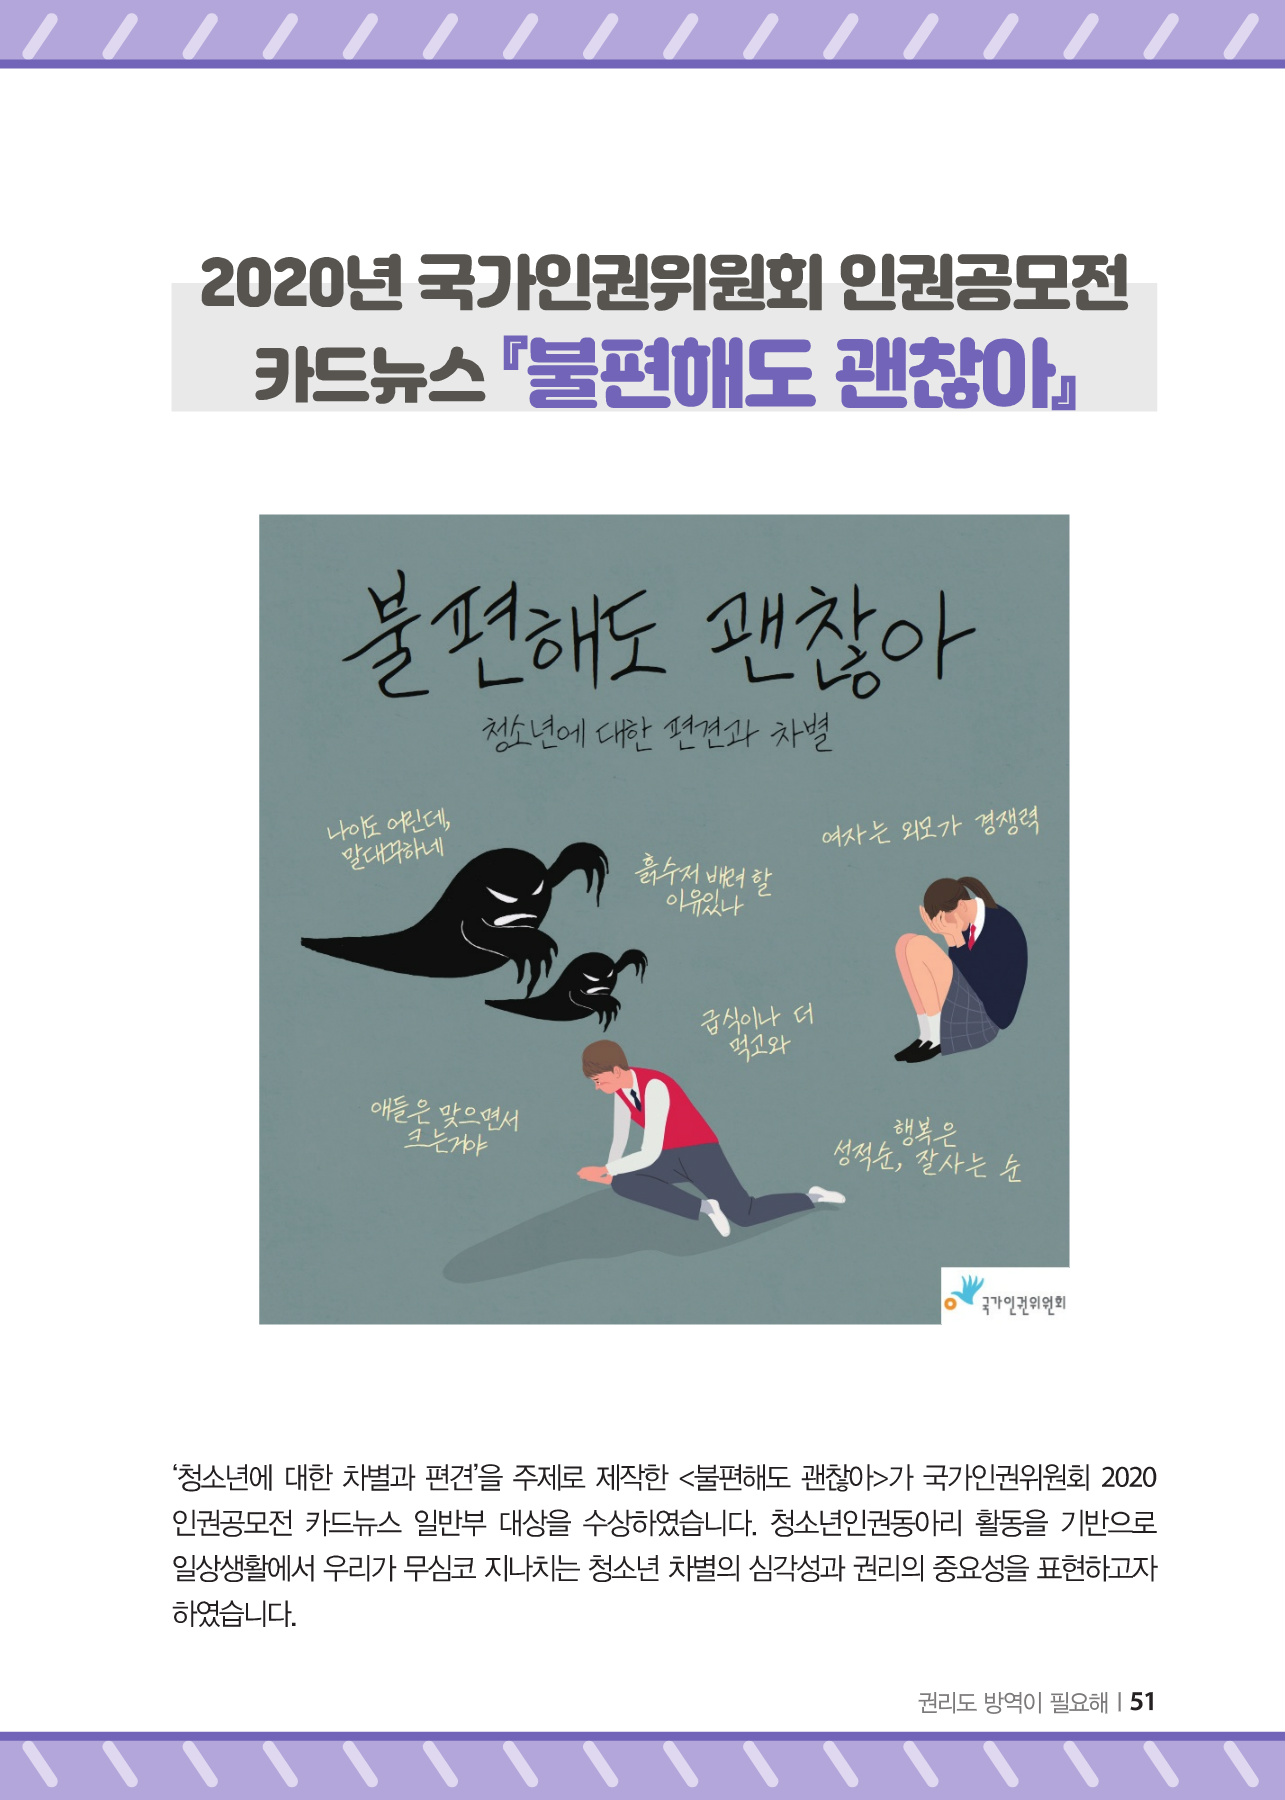 2020년 국가인권위원회 인권공모전
카드뉴스 『불편해도 괜찮아』
불편해도 괜찮아
청소년에 대한 편견과 차별
나이도 어린데,
말대꾸하네
흙수저 배려 할
이유있나
여자는 외모가 경쟁력
급식이나 더
먹고와
애들은 맞으면서
크는거야
행복은
성적순, 잘사는 순
국가인권위원회
‘청소년에 대한 차별과 편견’을 주제로 제작한 <불편해도 괜찮아>가 국가인권위원회 2020
인권공모전 카드뉴스 일반부 대상을 수상하였습니다. 청소년인권동아리 활동을 기반으로
일상생활에서 우리가 무심코 지나치는 청소년 차별의 심각성과 권리의 중요성을 표현하고자
하였습니다.
권리도 방역이 필요해 | 51